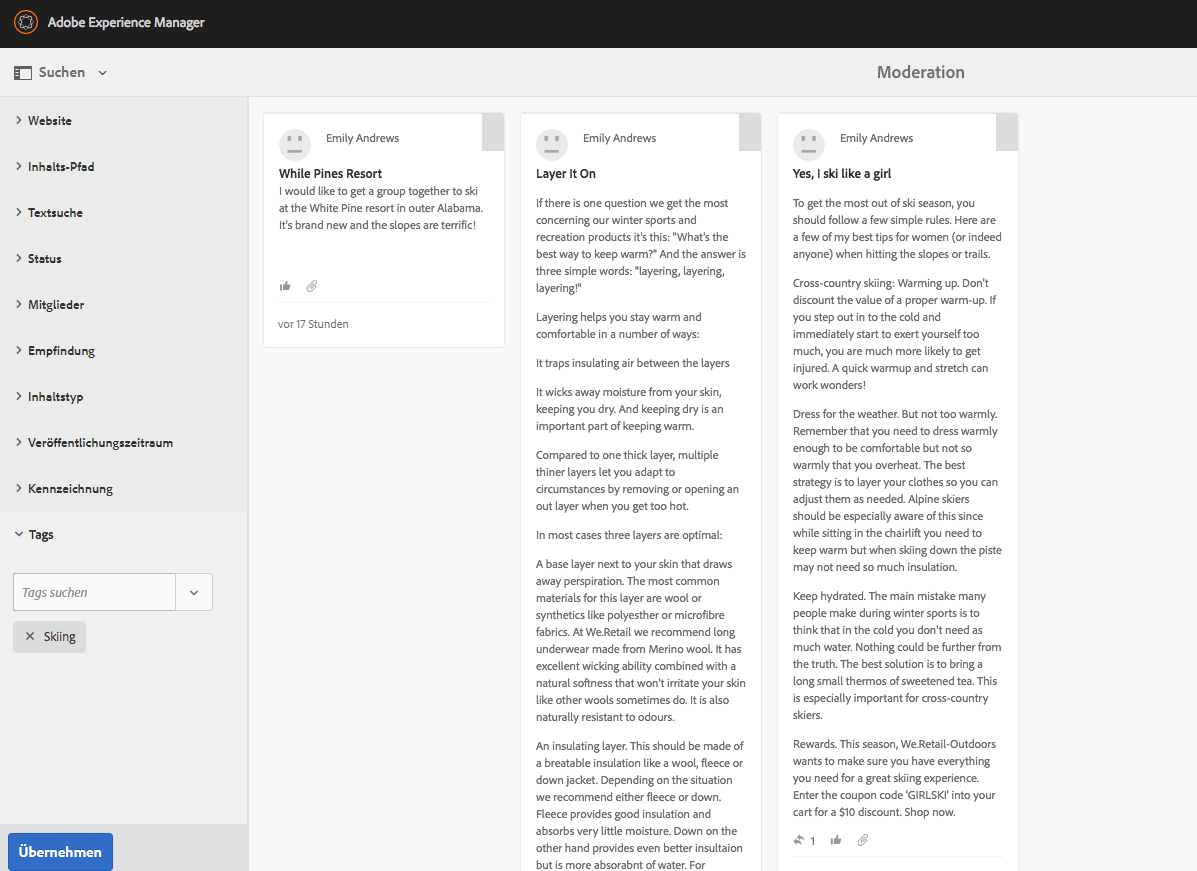 Adobe Experience Manager
Suchen
Moderation
Website
Inhalts-Pfad
Textsuche
Status
Mitglieder
Empfindung
Inhaltstyp
Veröffentlichungszeitraum
Kennzeichnung
Tags
Tags suchen
Skiing
Übernehmen
Emily Andrews
While Pines Resort
I would like to get a group together to ski
at the White Pine resort in outer Alabama.
It's brand new and the slopes are terrific!
vor 17 Stunden
Emily Andrews
Layer It On
If there is one question we get the most
concerning our winter sports and
recreation products it's this: "What's the
best way to keep warm?" And the answer is
three simple words: "layering, layering,
layering!"
Layering helps you stay warm and
comfortable in a number of ways:
It traps insulating air between the layers
It wicks away moisture from your skin,
keeping you dry. And keeping dry is an
important part of keeping warm.
Compared to one thick layer, multiple
thiner layers let you adapt to
circumstances by removing or opening an
out layer when you get too hot.
In most cases three layers are optimal:
A base layer next to your skin that draws
away perspiration. The most common
materials for this layer are wool or
synthetics like polyesther or microfibre
fabrics. At We.Retail we recommend long
underwear made from Merino wool. It has
excellent wicking ability combined with a
natural softness that won't irritate your skin
like other wools sometimes do. It is also
naturally resistant to odours.
An insulating layer. This should be made of
a breatable insulation like a wool, fleece or
down jacket. Depending on the situation
we recommend either fleece or down.
Fleece provides good insulation and
absorbs very little moisture. Down on the
other hand provides even better insultaion
but is more absorabnt of water. For
Emily Andrews
Yes, I ski like a girl
To get the most out of ski season, you
should follow a few simple rules. Here are
a few of my best tips for women (or indeed
anyone) when hitting the slopes or trails.
Cross-country skiing: Warming up. Don't
discount the value of a proper warm-up. If
you step out in to the cold and
immediately start to exert yourself too
much, you are much more likely to get
injured. A quick warmup and stretch can
work wonders!
Dress for the weather. But not too warmly.
Remember that you need to dress warmly
enough to be comfortable but not so
warmly that you overheat. The best
strategy is to layer your clothes so you can
adjust them as needed. Alpine skiers
should be especially aware of this since
while sitting in the chairlift you need to
keep warm but when skiing down the piste
may not need so much insulation.
Keep hydrated. The main mistake many
people make during winter sports is to
think that in the cold you don't need as
much water. Nothing could be further from
the truth. The best solution is to bring a
long small thermos of sweetened tea. This
is especially important for cross-country
skiers.
Rewards. This season, We.Retail-Outdoors
wants to make sure you have everything
you need for a great skiing experience.
Enter the coupon code 'GIRLSKI' into your
cart for a $10 discount. Shop now.
1